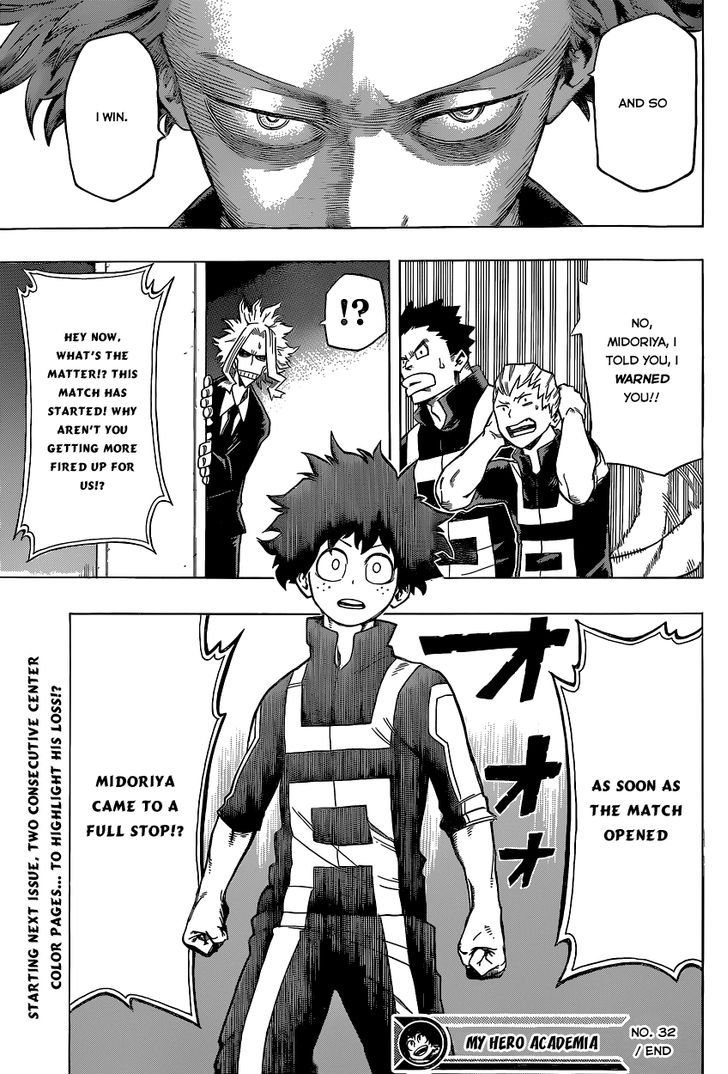 AND SO
I WIN.
NO,
MIDORIYA, I
TOLD YOU, I
WARNED
YOU!!
!?
HEY NOW,
WHAT'S THE
MATTER!? THIS
MATCH HAS
STARTED! WHY
AREN'T YOU
GETTING MORE
FIRED UP FOR
US!?
AS SOON AS
THE MATCH
OPENED
オオオ
MIDORIYA
CAME TO A
FULL STOP!?
STARTING NEXT ISSUE, TWO CONSECUTIVE CENTER
COLOR PAGES... TO HIGHLIGHT HIS LOSS!?
MY HERO ACADEMIA
NO. 32
/ END